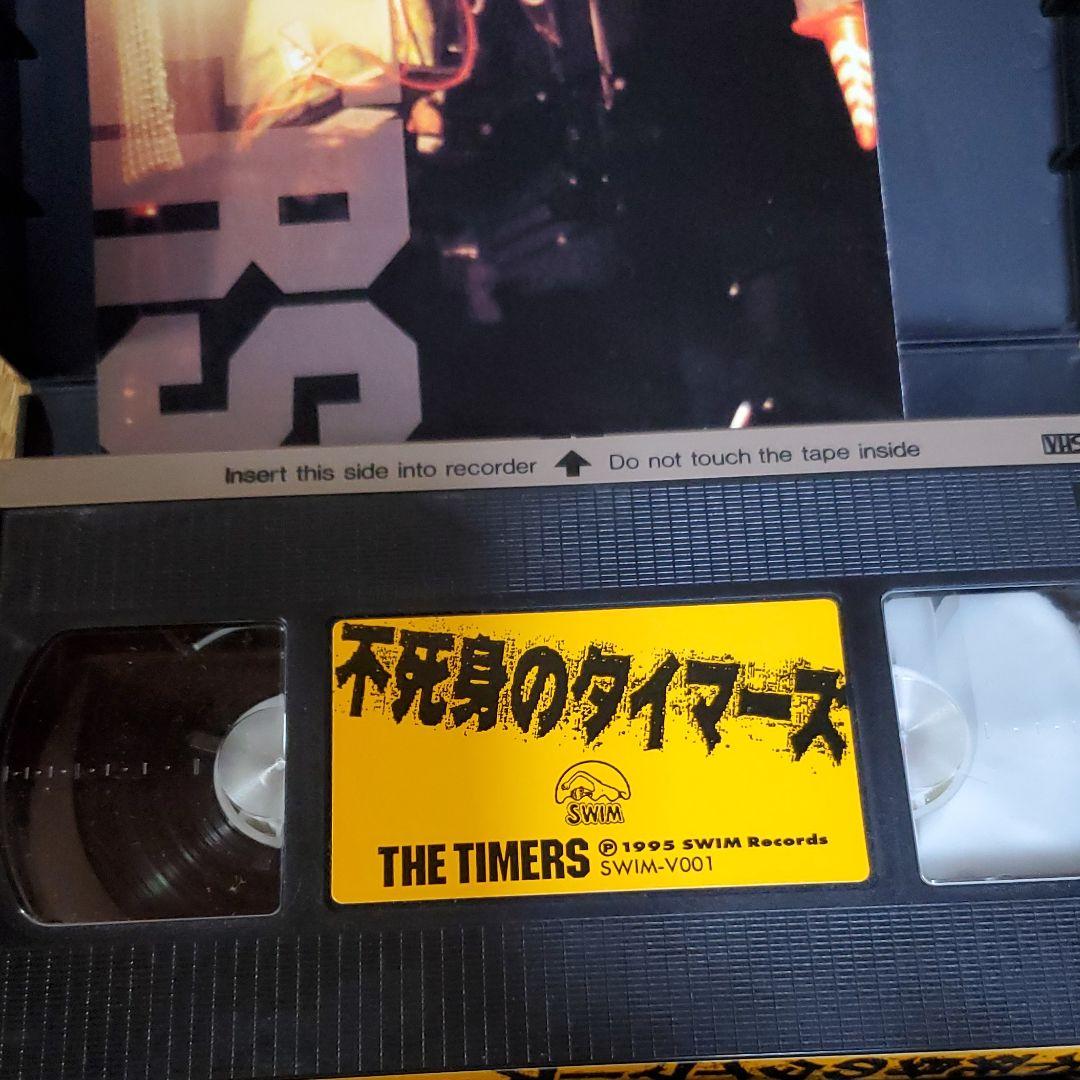 RS
Insert this side into recorder
Do not touch the tape inside
VHS
不死身のタイマーズ
SWIM
THE TIMERS
℗ 1995 SWIM Records
SWIM-V001